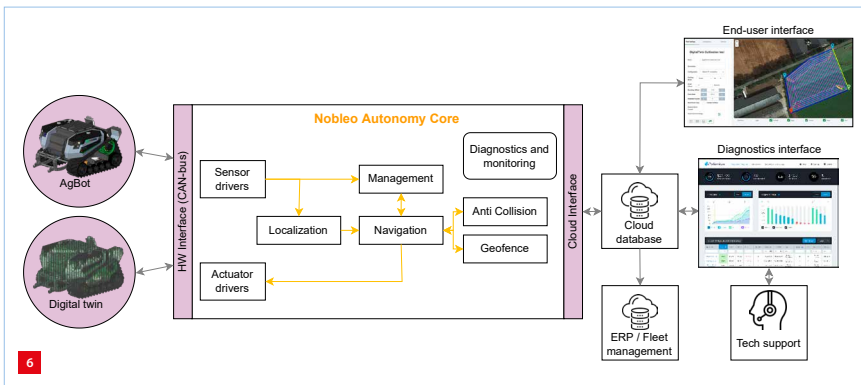 End-user interface
Nobleo Autonomy Core
Diagnostics and
monitoring
AgBot
HW Interface (CAN-bus)
Sensor
drivers
Management
Localization
Navigation
Anti Collision
Geofence
Actuator
drivers
Digital twin
Cloud Interface
Cloud
database
Diagnostics interface
ERP / Fleet
management
Tech support
6